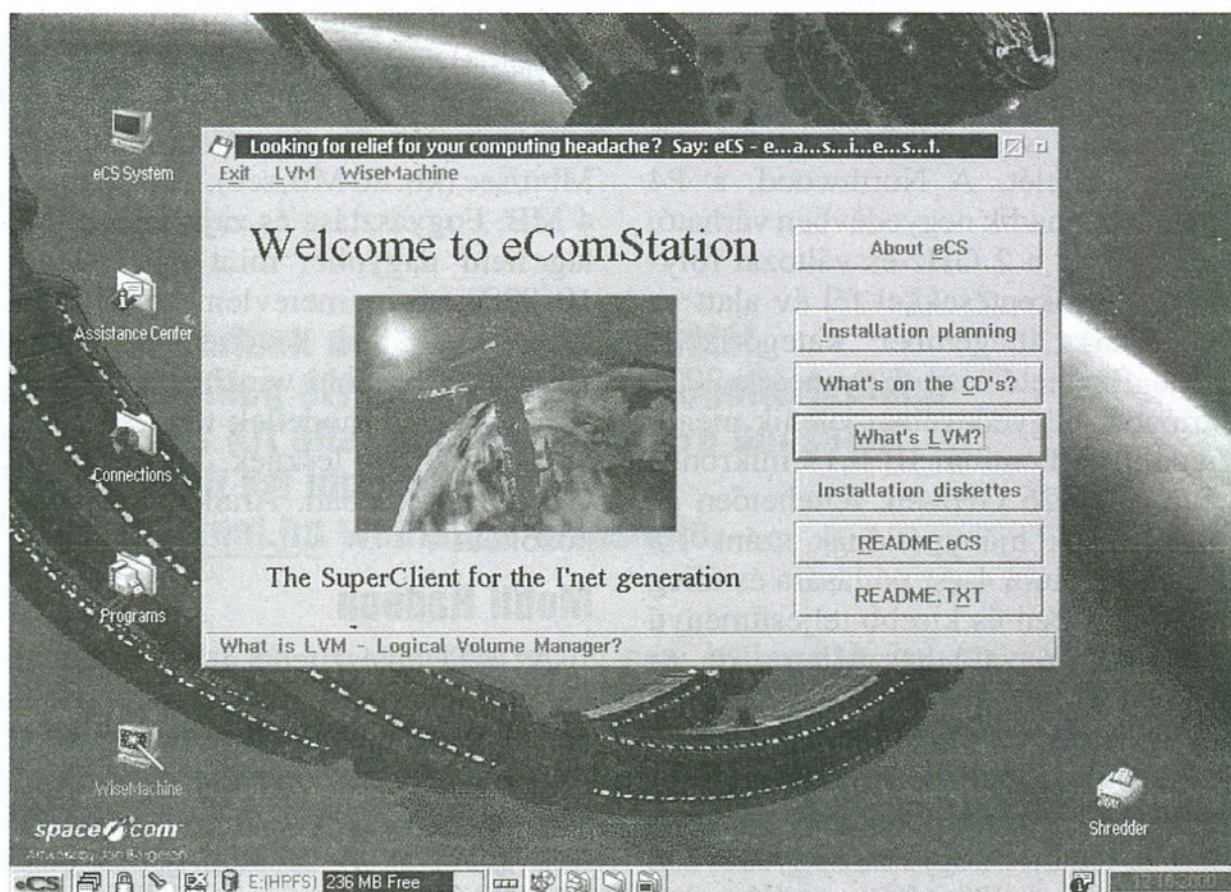 eCS System
Assistance Center
Connections
Programs
WiseMachine
space com
Shredder
Looking for relief for your computing headache? Say: eCS - e...a...s...i...e...s...t.
Exit LVM WiseMachine
Welcome to eComStation
The SuperClient for the I'net generation
About eCS
Installation planning
What's on the CD's?
What's LVM?
Installation diskettes
README.eCS
README.TXT
What is LVM - Logical Volume Manager?
eCS E:(HPFS) 236 MB Free